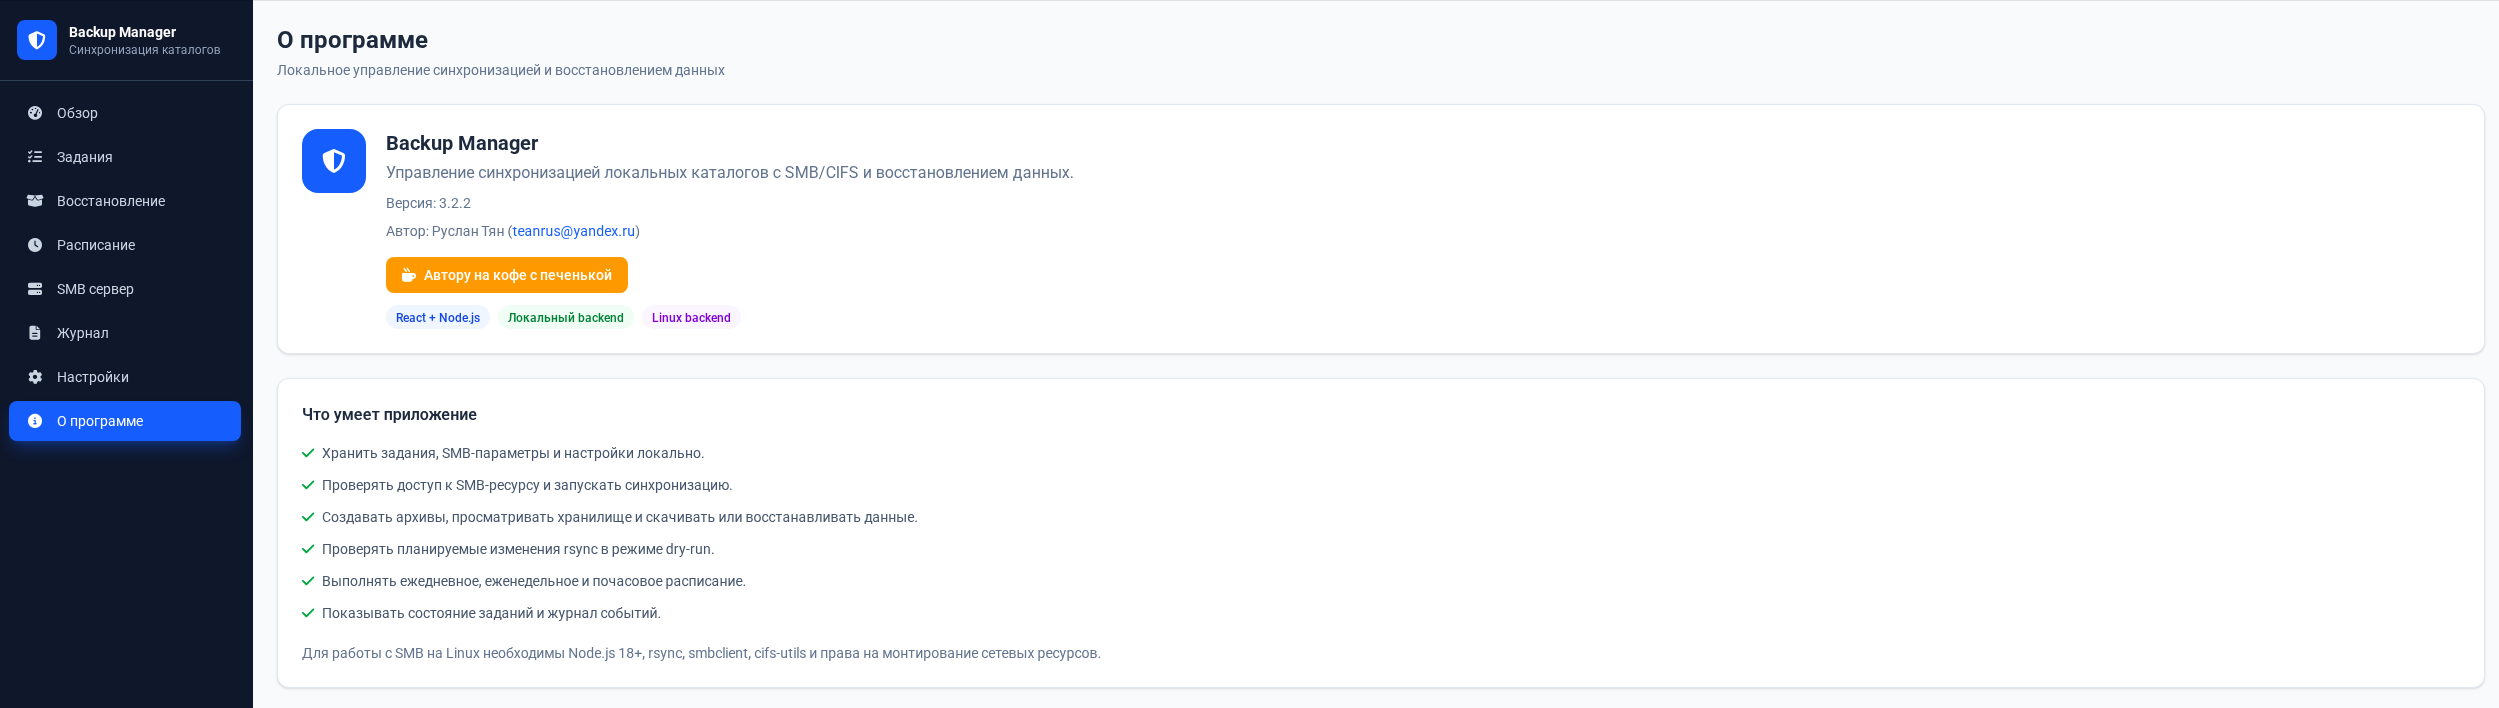 Backup Manager
Синхронизация каталогов
Обзор
Задания
Восстановление
Расписание
SMB сервер
Журнал
Настройки
О программе
О программе
Локальное управление синхронизацией и восстановлением данных
Backup Manager
Управление синхронизацией локальных каталогов с SMB/CIFS и восстановлением данных.
Версия: 3.2.2
Автор: Руслан Тян (teanrus@yandex.ru)
Автору на кофе с печенькой
React + Node.js Локальный backend Linux backend
Что умеет приложение
Хранить задания, SMB-параметры и настройки локально.
Проверять доступ к SMB-ресурсу и запускать синхронизацию.
Создавать архивы, просматривать хранилище и скачивать или восстанавливать данные.
Проверять планируемые изменения rsync в режиме dry-run.
Выполнять ежедневное, еженедельное и почасовое расписание.
Показывать состояние заданий и журнал событий.
Для работы с SMB на Linux необходимы Node.js 18+, rsync, smbclient, cifs-utils и права на монтирование сетевых ресурсов.